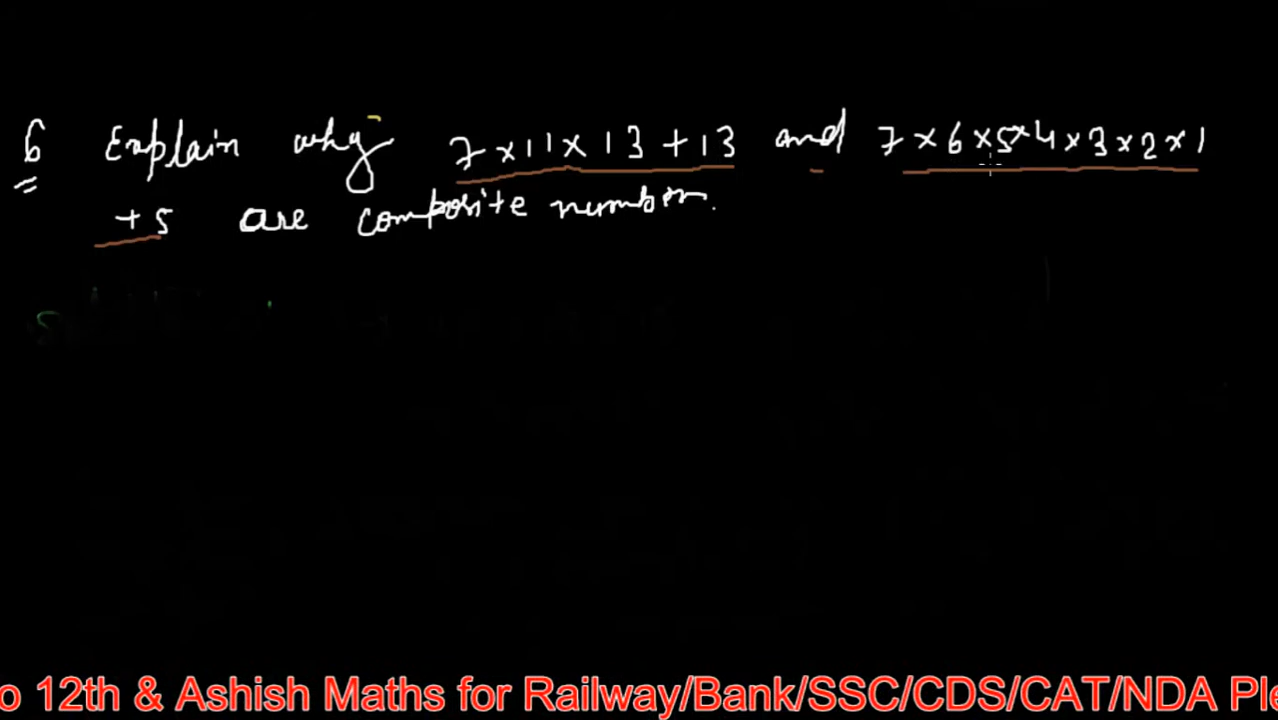 6 Explain why 7×11×13+13 and 7×6×5×4×3×2×1
+5 are composite number.
o 12th & Ashish Maths for Railway/Bank/SSC/CDS/CAT/NDA Ple